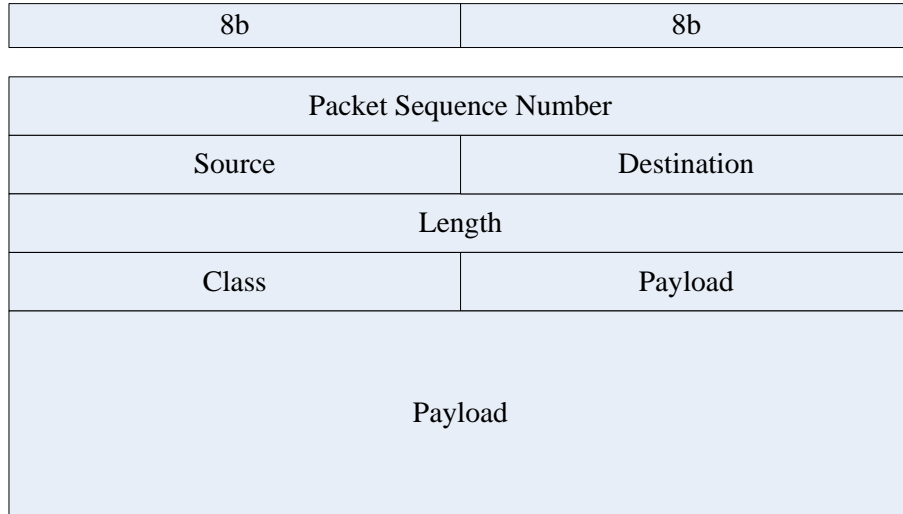 8b 8b
Packet Sequence Number
Source Destination
Length
Class Payload
Payload